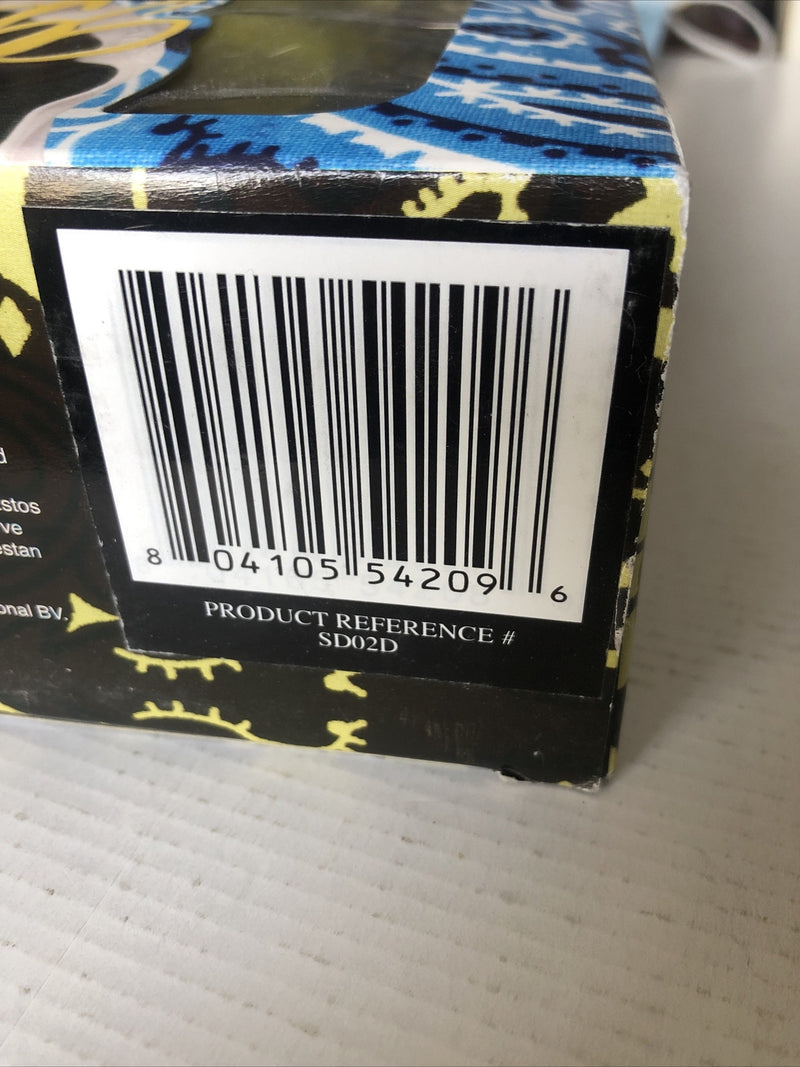 stos
ve
estan
onal BV.
8 04105 54209 6
PRODUCT REFERENCE #
SD02D